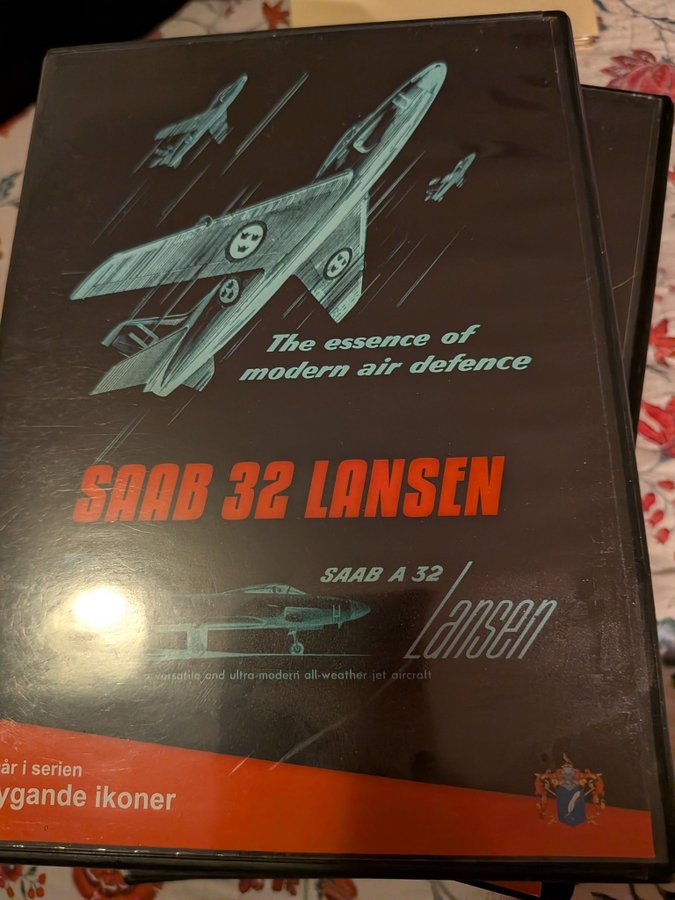 The essence of
modern air defence
SAAB 32 LANSEN
SAAB A 32
Lansen
versatile and ultra-modern all-weather jet aircraft
år i serien
ygande ikoner